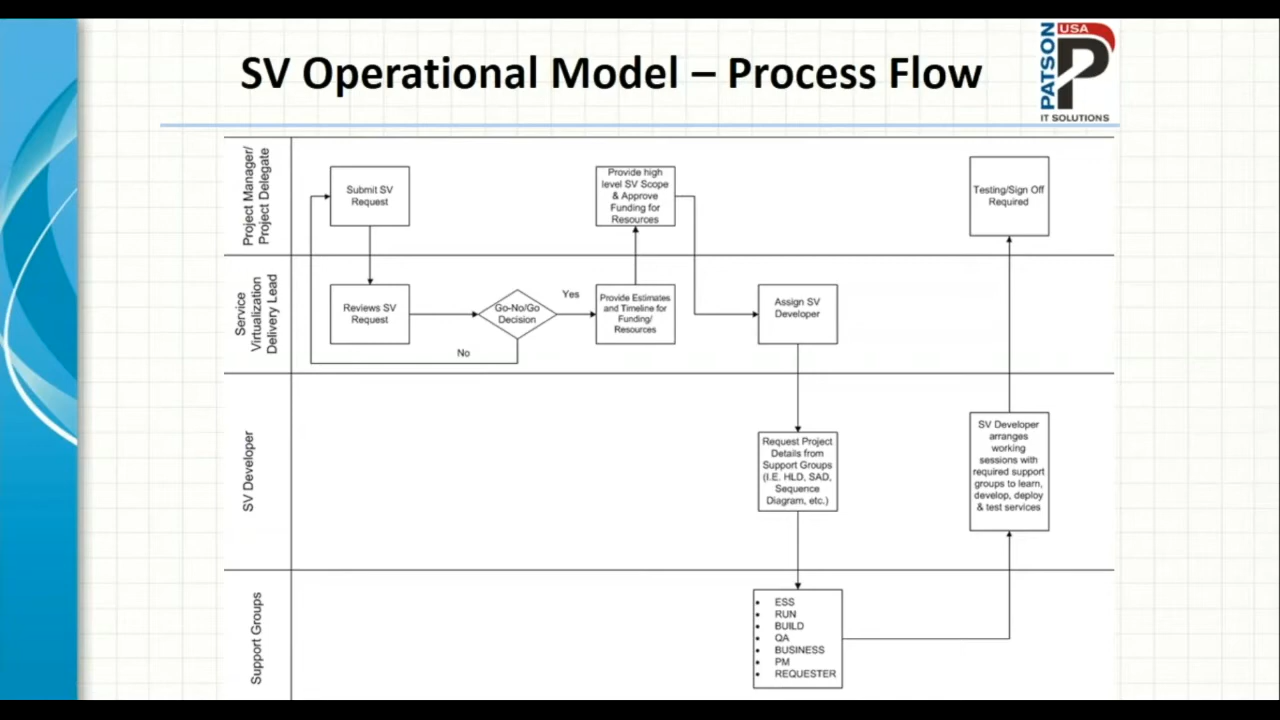 SV Operational Model – Process Flow
PATSON
USA
P
IT SOLUTIONS
Project Manager/
Project Delegate
Submit SV
Request
Provide high
level SV Scope
& Approve
Funding for
Resources
Testing/Sign Off
Required
Service
Virtualization
Delivery Lead
Reviews SV
Request
Go-No/Go
Decision
Yes
No
Provide Estimates
and Timeline for
Funding/
Resources
Assign SV
Developer
SV Developer
Request Project
Details from
Support Groups
(I.E. HLD, SAD,
Sequence
Diagram, etc.)
SV Developer
arranges
working
sessions with
required support
groups to learn,
develop, deploy
& test services
Support Groups
• ESS
• RUN
• BUILD
• QA
• BUSINESS
• PM
• REQUESTER